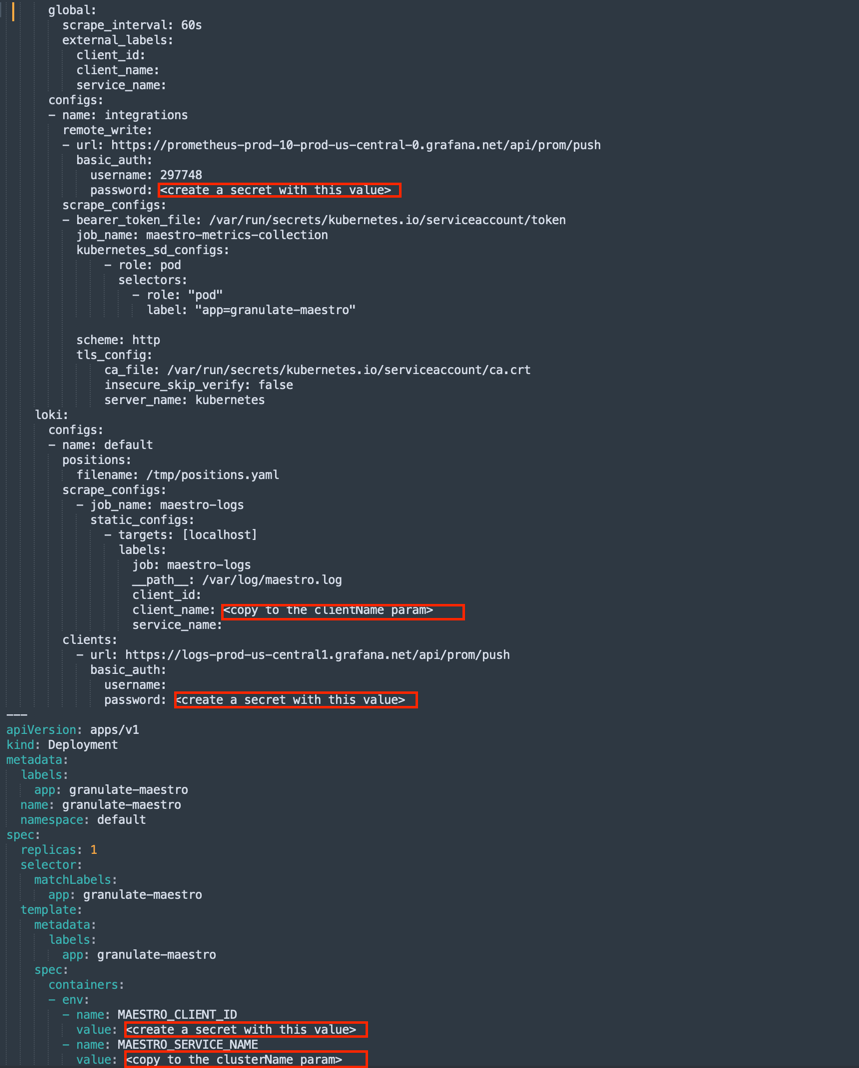 global:
scrape_interval: 60s
external_labels:
client_id:
client_name:
service_name:
configs:
- name: integrations
remote_write:
- url: https://prometheus-prod-10-prod-us-central-0.grafana.net/api/prom/push
basic_auth:
username: 297748
password: <create a secret with this value>
scrape_configs:
- bearer_token_file: /var/run/secrets/kubernetes.io/serviceaccount/token
job_name: maestro-metrics-collection
kubernetes_sd_configs:
- role: pod
selectors:
- role: "pod"
label: "app=granulate-maestro"
scheme: http
tls_config:
ca_file: /var/run/secrets/kubernetes.io/serviceaccount/ca.crt
insecure_skip_verify: false
server_name: kubernetes
loki:
configs:
- name: default
positions:
filename: /tmp/positions.yaml
scrape_configs:
- job_name: maestro-logs
static_configs:
- targets: [localhost]
labels:
job: maestro-logs
__path__: /var/log/maestro.log
client_id:
client_name: <copy to the clientName param>
service_name:
clients:
- url: https://logs-prod-us-central1.grafana.net/api/prom/push
basic_auth:
username:
password: <create a secret with this value>
---
apiVersion: apps/v1
kind: Deployment
metadata:
labels:
app: granulate-maestro
name: granulate-maestro
namespace: default
spec:
replicas: 1
selector:
matchLabels:
app: granulate-maestro
template:
metadata:
labels:
app: granulate-maestro
spec:
containers:
- env:
- name: MAESTRO_CLIENT_ID
value: <create a secret with this value>
- name: MAESTRO_SERVICE_NAME
value: <copy to the clusterName param>